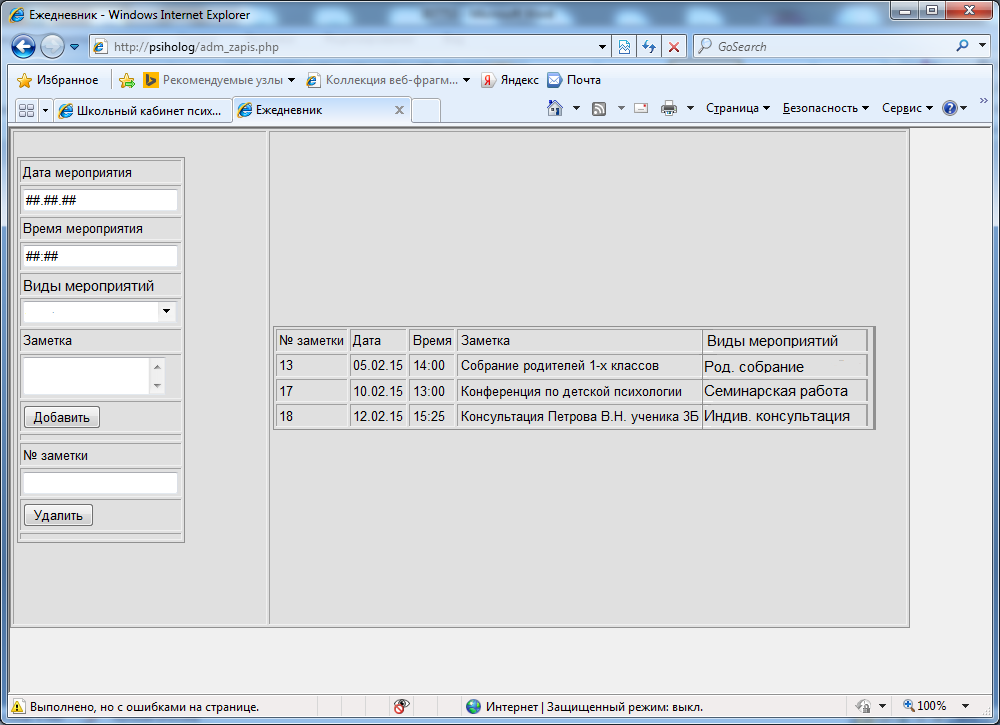 Ежедневник - Windows Internet Explorer
http://psiholog/adm_zapis.php
GoSearch
Избранное Рекомендуемые узлы Коллекция веб-фрагм... Яндекс Почта
Школьный кабинет псих... Ежедневник Страница Безопасность Сервис »
Дата мероприятия
##.##.##
Время мероприятия
##:##
Виды мероприятий
Заметка
Добавить
№ заметки
Удалить
№ заметки Дата Время Заметка Виды мероприятий
13 05.02.15 14:00 Собрание родителей 1-х классов Род. собрание
17 10.02.15 13:00 Конференция по детской психологии Семинарская работа
18 12.02.15 15:25 Консультация Петрова В.Н. ученика 3Б Индив. консультация
Выполнено, но с ошибками на странице. Интернет | Защищенный режим: выкл. 100%